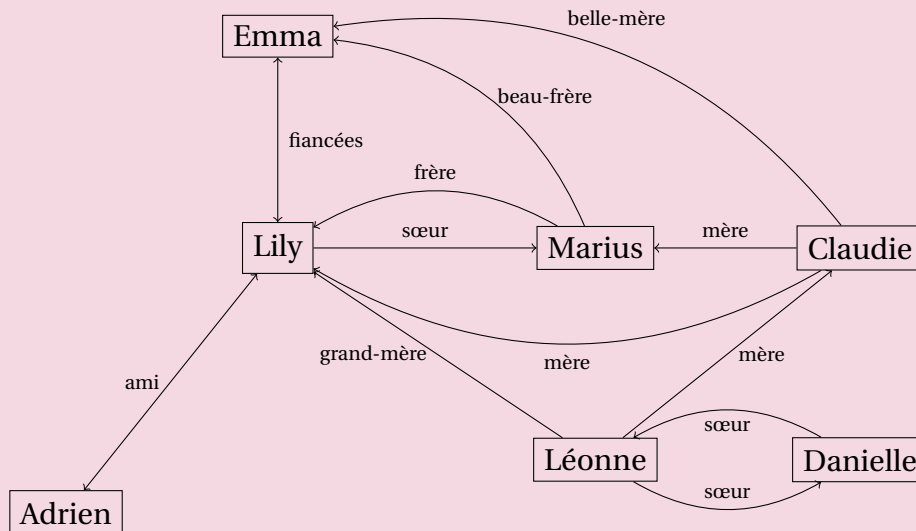 belle-mère
Emma
beau-frère
fiancées
frère
sœur
mère
Lily
Marius
Claudie
grand-mère
mère
mère
ami
sœur
Léonne
Danielle
sœur
Adrien